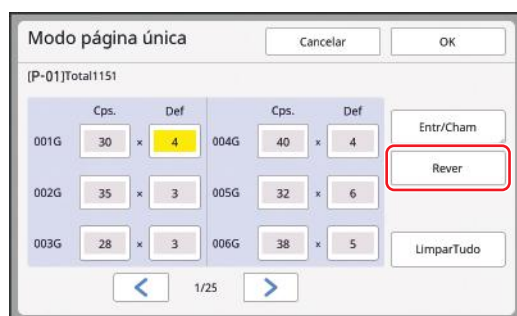 Modo página única Cancelar OK
[P-01]Total1151
Cps. Def Cps. Def
001G 30 × 4 004G 40 × 4 Entr/Cham
Rever
002G 35 × 3 005G 32 × 6
003G 28 × 3 006G 38 × 5 LimparTudo
< 1/25 >